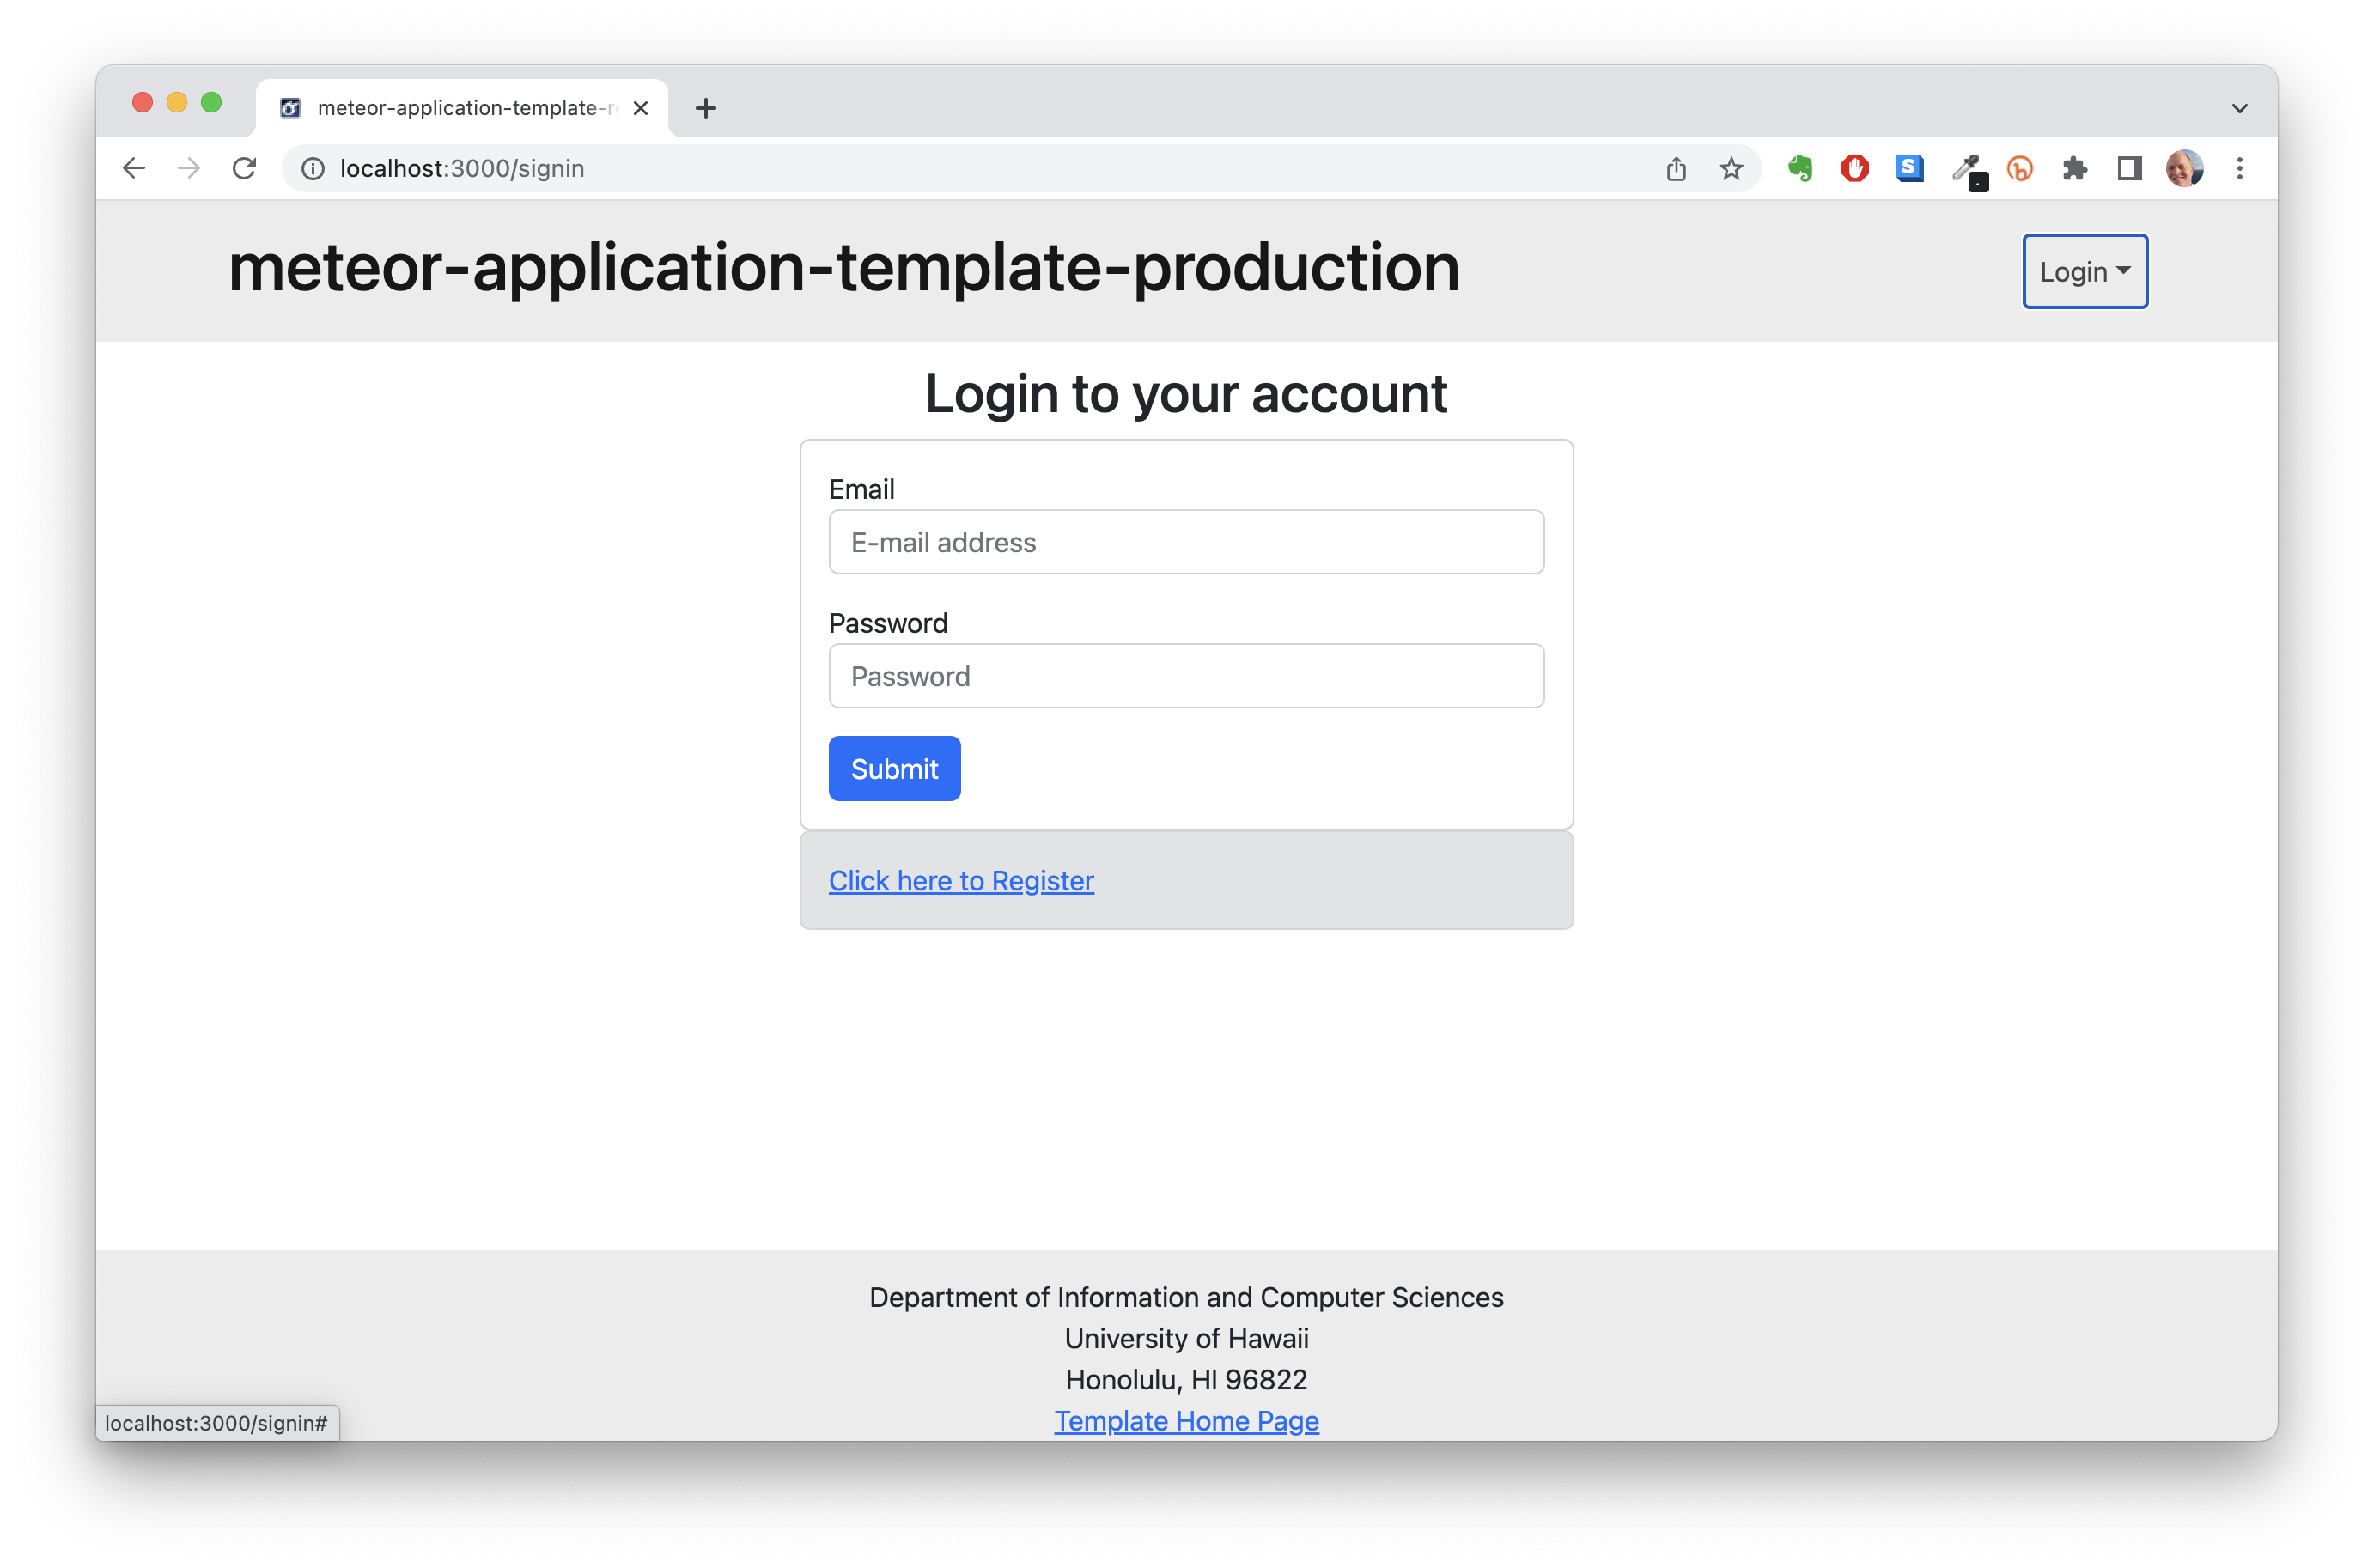 meteor-application-template-r
localhost:3000/signin
meteor-application-template-production
Login
Login to your account
Email
E-mail address
Password
Password
Submit
Click here to Register
Department of Information and Computer Sciences
University of Hawaii
Honolulu, HI 96822
Template Home Page
localhost:3000/signin#